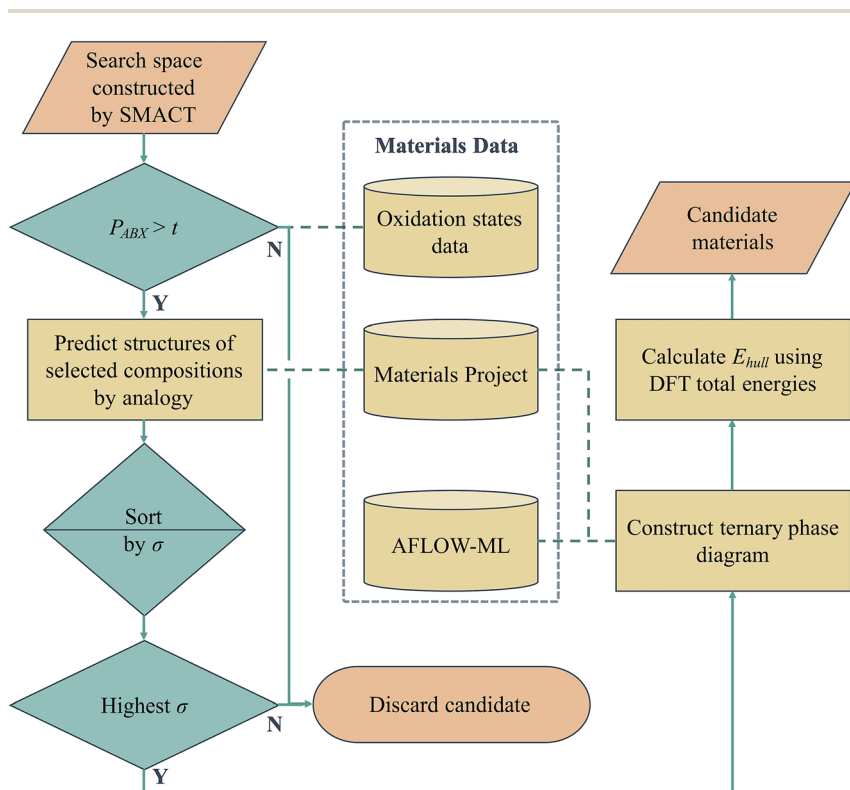 Search space
constructed
by SMACT
P_ABX > t
N
Y
Predict structures of
selected compositions
by analogy
Sort
by σ
Highest σ
N
Y
Materials Data
Oxidation states
data
Materials Project
AFLOW-ML
Discard candidate
Candidate
materials
Calculate E_hull using
DFT total energies
Construct ternary phase
diagram